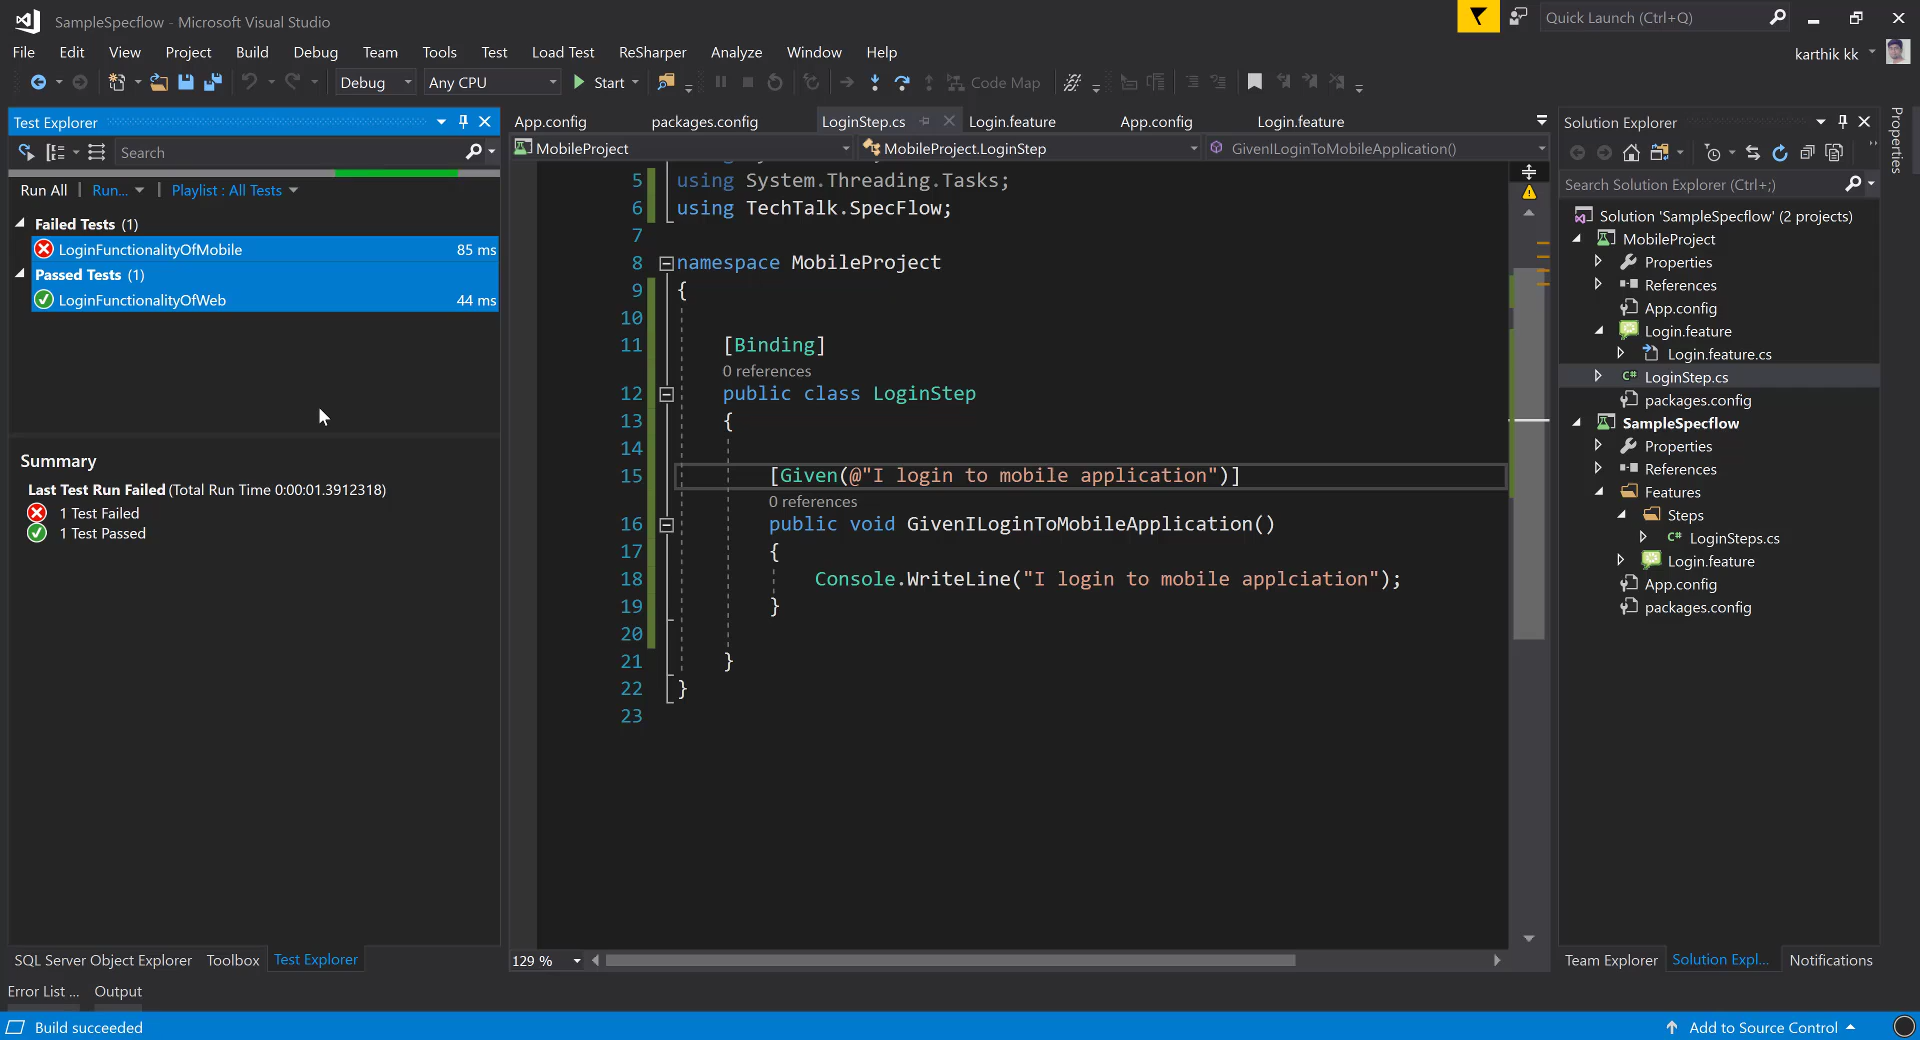 SampleSpecflow - Microsoft Visual Studio
Quick Launch (Ctrl+Q)
File Edit View Project Build Debug Team Tools Test Load Test ReSharper Analyze Window Help
karthik kk
Debug Any CPU Start Code Map
Test Explorer
Search
Run All Run... Playlist : All Tests
Failed Tests (1)
LoginFunctionalityOfMobile 85 ms
Passed Tests (1)
LoginFunctionalityOfWeb 44 ms
Summary
Last Test Run Failed (Total Run Time 0:00:01.3912318)
1 Test Failed
1 Test Passed
SQL Server Object Explorer Toolbox Test Explorer
App.config packages.config LoginStep.cs Login.feature App.config Login.feature
MobileProject MobileProject.LoginStep GivenILoginToMobileApplication()
5 using System.Threading.Tasks;
6 using TechTalk.SpecFlow;
7
8 namespace MobileProject
9 {
10
11 [Binding]
0 references
12 public class LoginStep
13 {
14
15 [Given(@"I login to mobile application")]
0 references
16 public void GivenILoginToMobileApplication()
17 {
18 Console.WriteLine("I login to mobile applciation");
19 }
20
21 }
22 }
23
129 %
Solution Explorer
Search Solution Explorer (Ctrl+;)
Solution 'SampleSpecflow' (2 projects)
MobileProject
Properties
References
App.config
Login.feature
Login.feature.cs
LoginStep.cs
packages.config
SampleSpecflow
Properties
References
Features
Steps
LoginSteps.cs
Login.feature
App.config
packages.config
Team Explorer Solution Expl... Notifications
Properties
Error List ... Output
Build succeeded
Add to Source Control